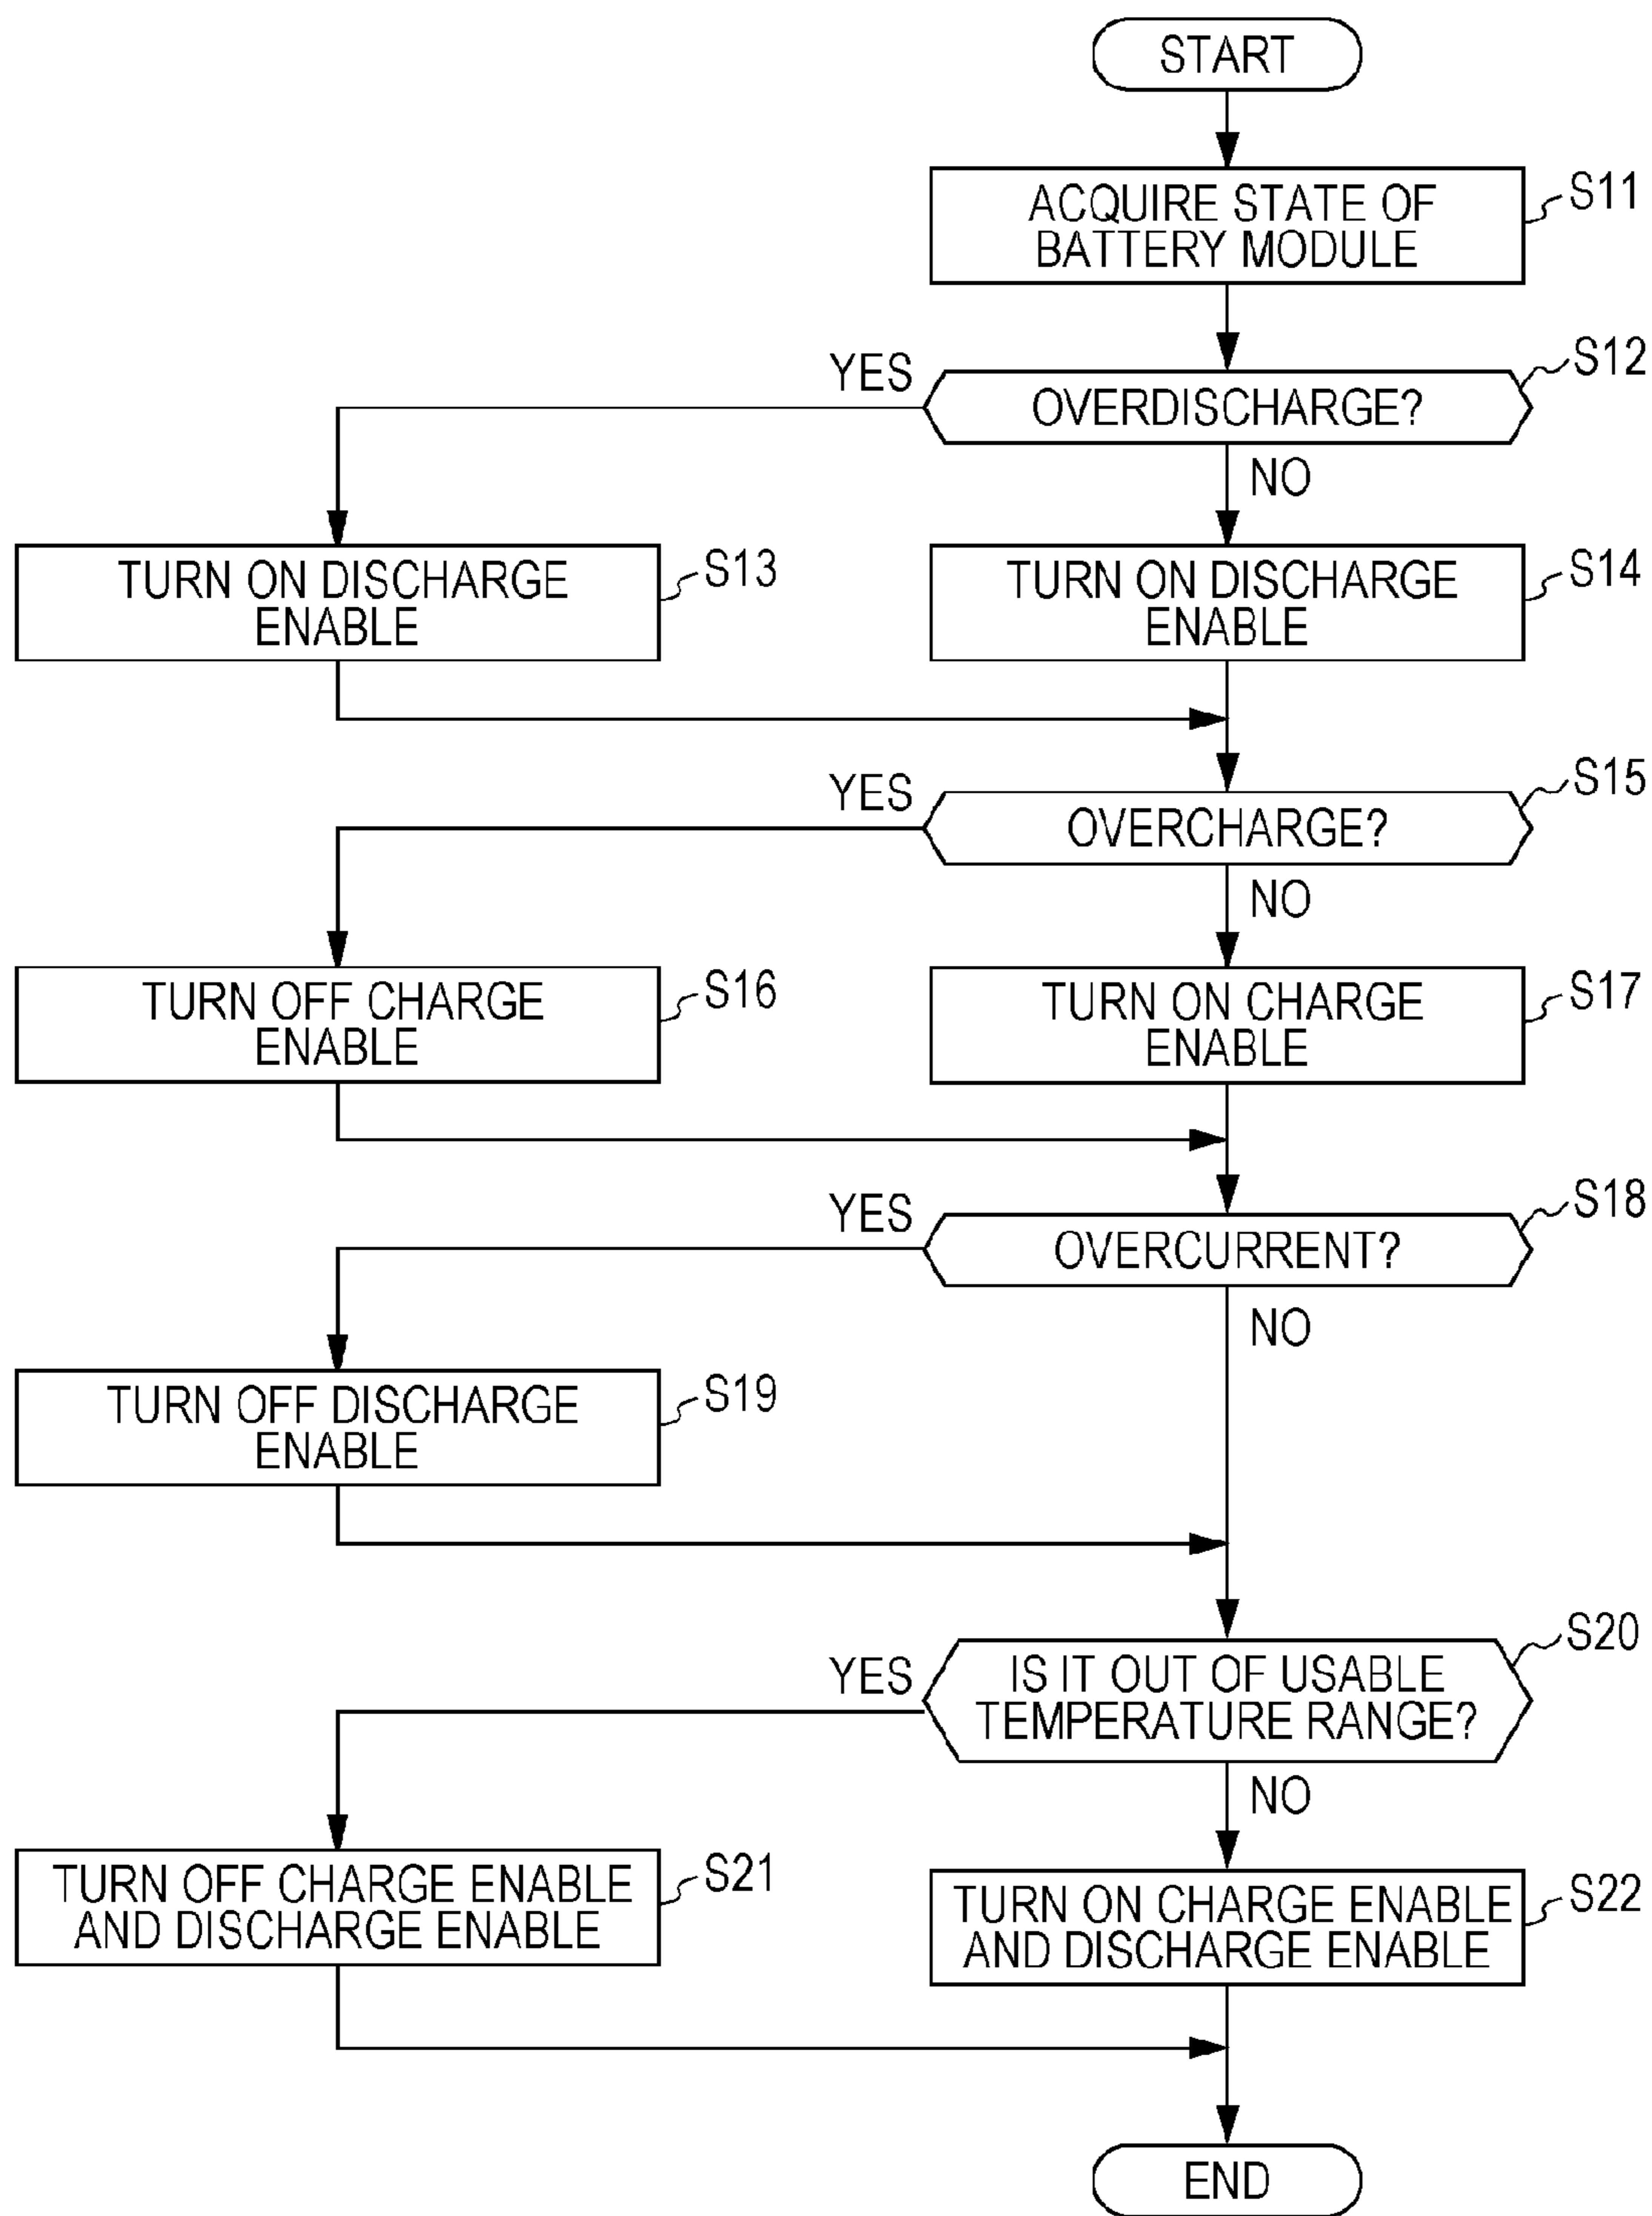 START
ACQUIRE STATE OF
BATTERY MODULE
S11
YES
OVERDISCHARGE?
S12
NO
TURN ON DISCHARGE
ENABLE
S13
TURN ON DISCHARGE
ENABLE
S14
YES
OVERCHARGE?
S15
NO
TURN OFF CHARGE
ENABLE
S16
TURN ON CHARGE
ENABLE
S17
YES
OVERCURRENT?
S18
NO
TURN OFF DISCHARGE
ENABLE
S19
YES
IS IT OUT OF USABLE
TEMPERATURE RANGE?
S20
NO
TURN OFF CHARGE ENABLE
AND DISCHARGE ENABLE
S21
TURN ON CHARGE ENABLE
AND DISCHARGE ENABLE
S22
END